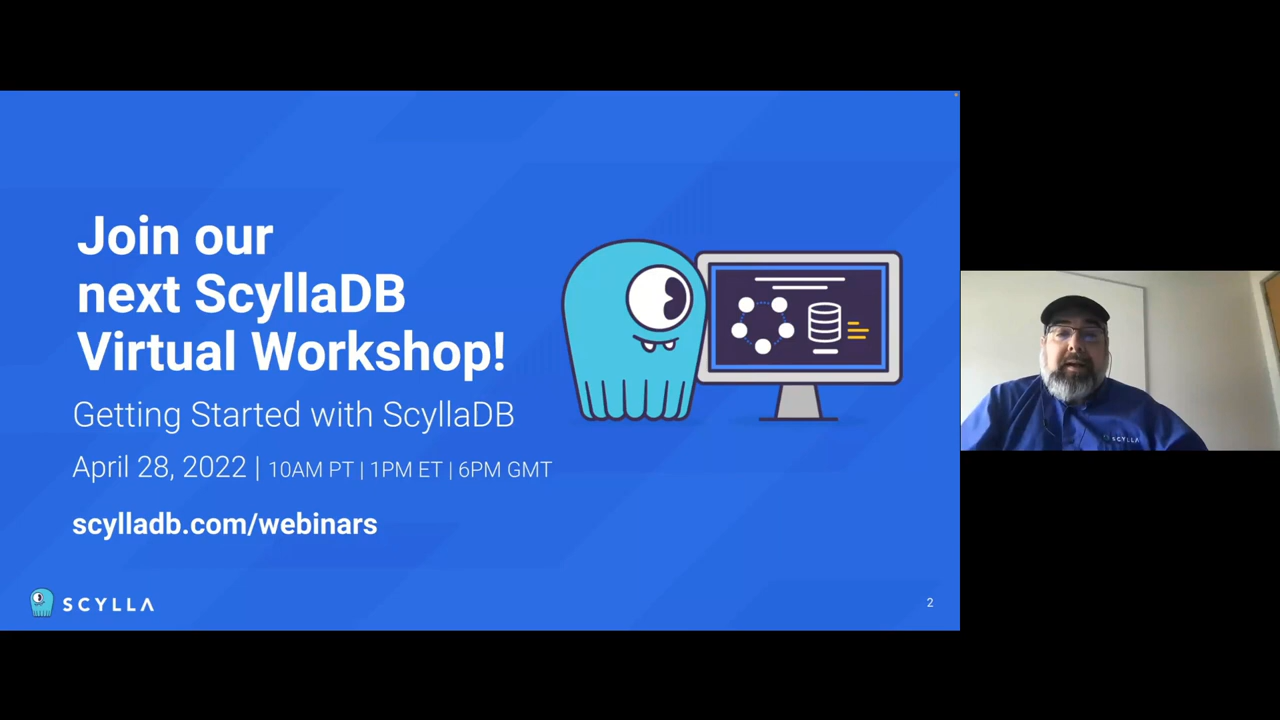 Join our
next ScyllaDB
Virtual Workshop!
Getting Started with ScyllaDB
April 28, 2022 | 10AM PT | 1PM ET | 6PM GMT
scylladb.com/webinars
SCYLLA
2
SCYLLA